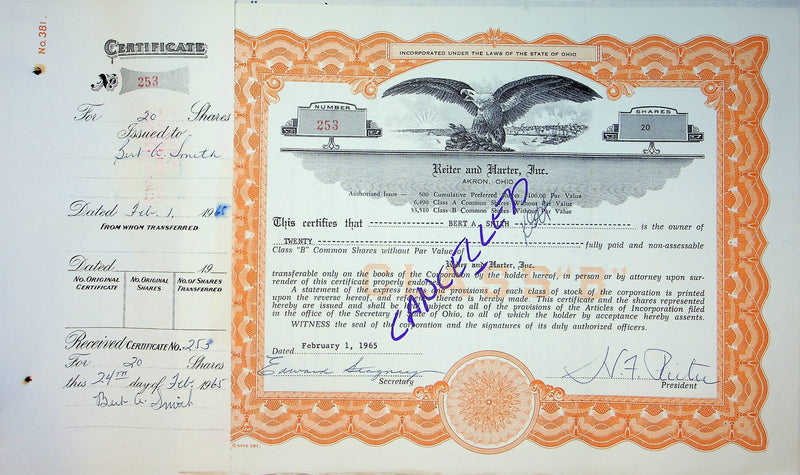 No. 381.
CERTIFICATE
No 253
For 20 Shares
Issued to
Bert A. Smith
Dated Feb. 1, 1965
FROM WHOM TRANSFERRED
Dated 19
NO. ORIGINAL CERTIFICATE
NO. ORIGINAL SHARES
NO. OF SHARES TRANSFERRED
Received CERTIFICATE No. 253
For 20 Shares
this 24TH day of Feb. 1965
Bert A. Smith
INCORPORATED UNDER THE LAWS OF THE STATE OF OHIO
NUMBER
253
SHARES
20
Reiter and Harter, Inc.
AKRON, OHIO
Authorized Issue — 500 Cumulative Preferred Shares $100.00 Par Value
6,490 Class A Common Shares Without Par Value
33,510 Class B Common Shares Without Par Value
This certifies that BERT A. SMITH is the owner of
TWENTY fully paid and non-assessable
Class "B" Common Shares without Par Value of
Reiter and Harter, Inc.
transferable only on the books of the Corporation by the holder hereof, in person or by attorney upon surrender of this certificate properly
A statement of the express terms and provisions of each class of stock of the corporation is printed
upon the reverse hereof, and reference thereto is hereby made. This certificate and the shares represented
hereby are issued and shall be held subject to all of the provisions of the Articles of Incorporation filed
in the office of the Secretary of State of Ohio, to all of which the holder by acceptance hereby assents.
WITNESS the seal of the corporation and the signatures of its duly authorized officers.
CANCELLED
Dated February 1, 1965
Secretary
H. F. Reiter
President